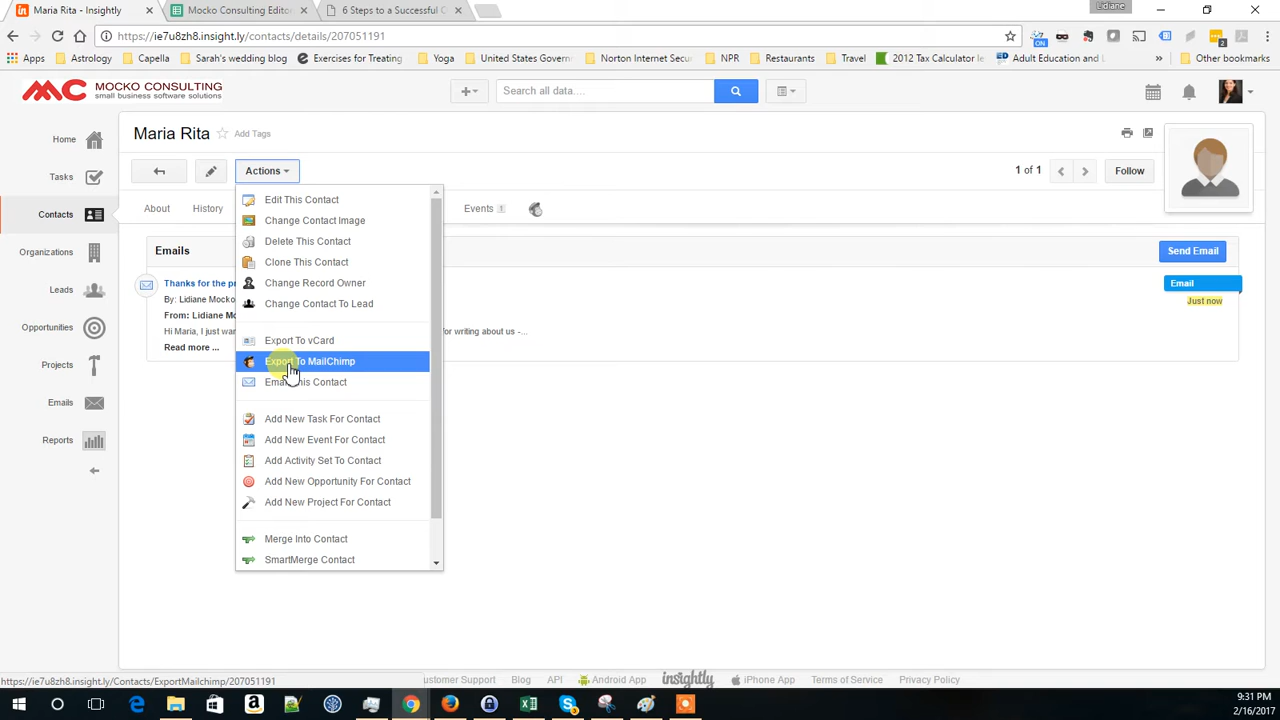 Maria Rita - Insightly
Mocko Consulting Editor
6 Steps to a Successful C
Lidiane
https://ie7u8zh8.insight.ly/contacts/details/207051191
ON
2
Apps
Astrology
Capella
Sarah's wedding blog
Exercises for Treating
Yoga
United States Govern
Norton Internet Secu
NPR
Restaurants
Travel
2012 Tax Calculator
Adult Education and
»
Other bookmarks
MC MOCKO CONSULTING
small business software solutions
Search all data....
Home
Tasks
Contacts
Organizations
Leads
Opportunities
Projects
Emails
Reports
Maria Rita
Add Tags
Actions
1 of 1
Follow
About
History
Events 1
Emails
Send Email
Thanks for the pr
By: Lidiane Mocko
From: Lidiane
Hi Maria, I just wan
for writing about us -...
Read more ...
Email
Just now
Edit This Contact
Change Contact Image
Delete This Contact
Clone This Contact
Change Record Owner
Change Contact To Lead
Export To vCard
Export To MailChimp
Email This Contact
Add New Task For Contact
Add New Event For Contact
Add Activity Set To Contact
Add New Opportunity For Contact
Add New Project For Contact
Merge Into Contact
SmartMerge Contact
https://ie7u8zh8.insight.ly/Contacts/ExportMailchimp/207051191
ustomer Support
Blog
API
Android App
insightly
iPhone App
Terms of Service
Privacy Policy
9:31 PM
2/16/2017